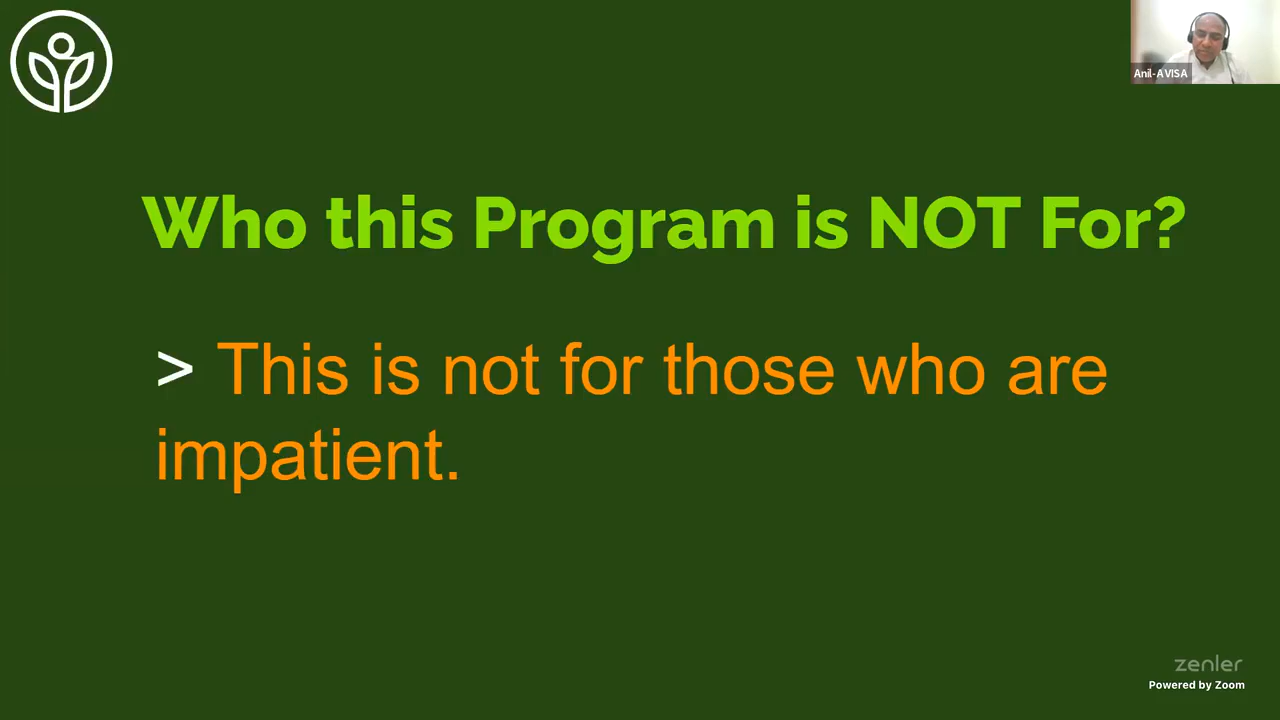 Anil-AVISA
Who this Program is NOT For?
> This is not for those who are
impatient.
zenler
Powered by Zoom